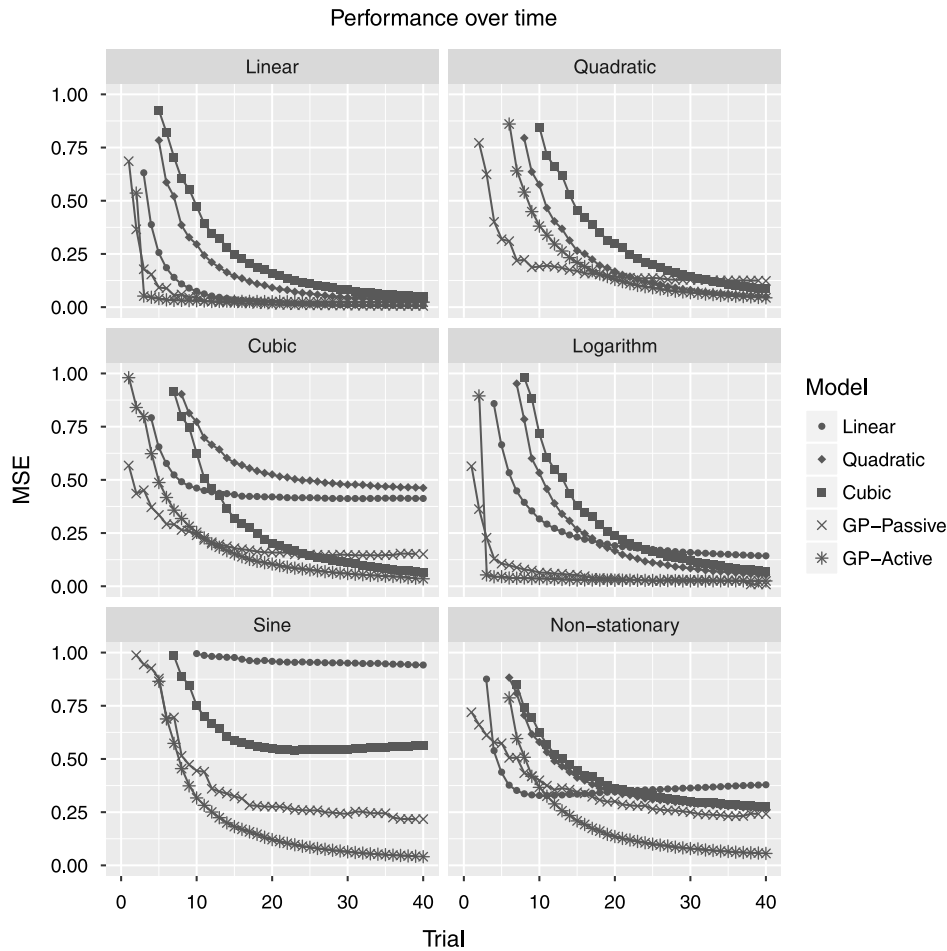 Performance over time
Linear
Quadratic
1.00
0.75
0.50
0.25
0.00
Cubic
Logarithm
1.00
0.75
0.50
0.25
0.00
Sine
Non−stationary
1.00
0.75
0.50
0.25
0.00
0 10 20 30 40
0 10 20 30 40
Trial
MSE
Model
Linear
Quadratic
Cubic
GP−Passive
GP−Active